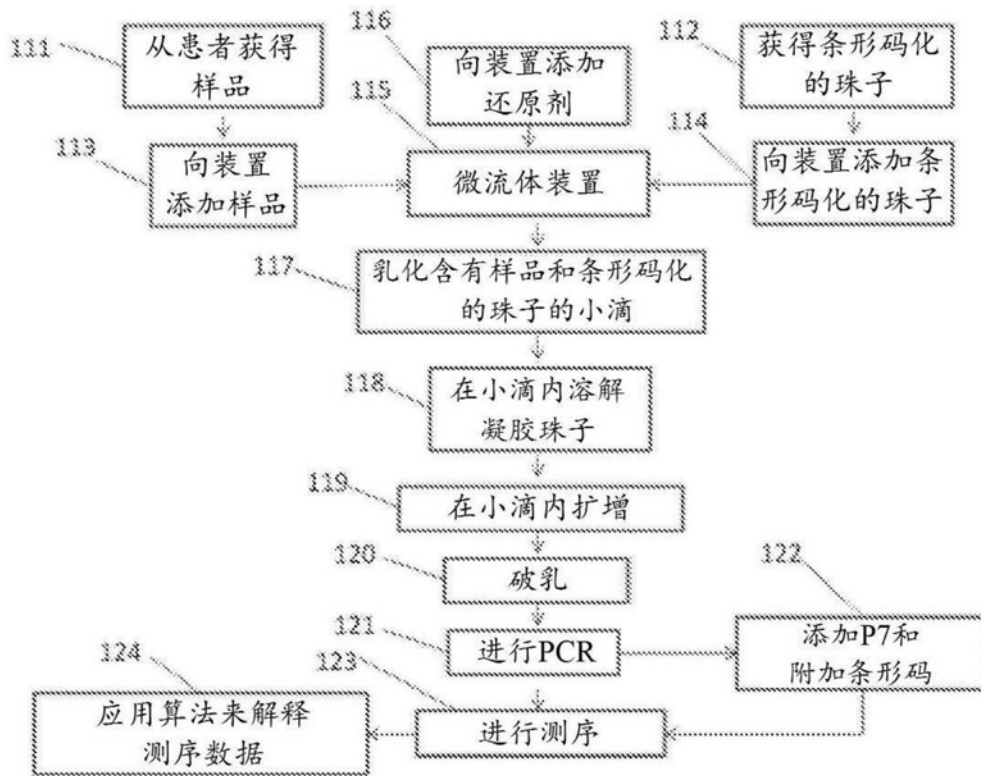 116
112
111
从患者获得
样品
向装置添加
还原剂
获得条形码化
的珠子
115
113
114
向装置
添加样品
微流体装置
向装置添加条
形码化的珠子
117
乳化含有样品和条形码化
的珠子的小滴
118
在小滴内溶解
凝胶珠子
119
在小滴内扩增
120
破乳
122
121
进行PCR
添加P7和
附加条形码
124
123
应用算法来解释
测序数据
进行测序